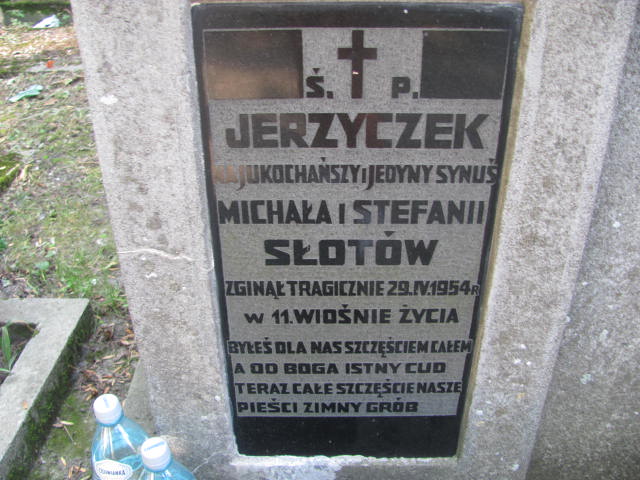 Ś. P.
JERZYCZEK
NAJUKOCHAŃSZY I JEDYNY SYNUŚ
MICHAŁA I STEFANII
SŁOTÓW
ZGINĄŁ TRAGICZNIE 29.IV.1954R
W 11. WIOŚNIE ŻYCIA
BYŁEŚ DLA NAS SZCZĘŚCIEM CAŁEM
A OD BOGA ISTNY CUD
TERAZ CAŁE SZCZĘŚCIE NASZE
PIEŚCI ZIMNY GRÓB